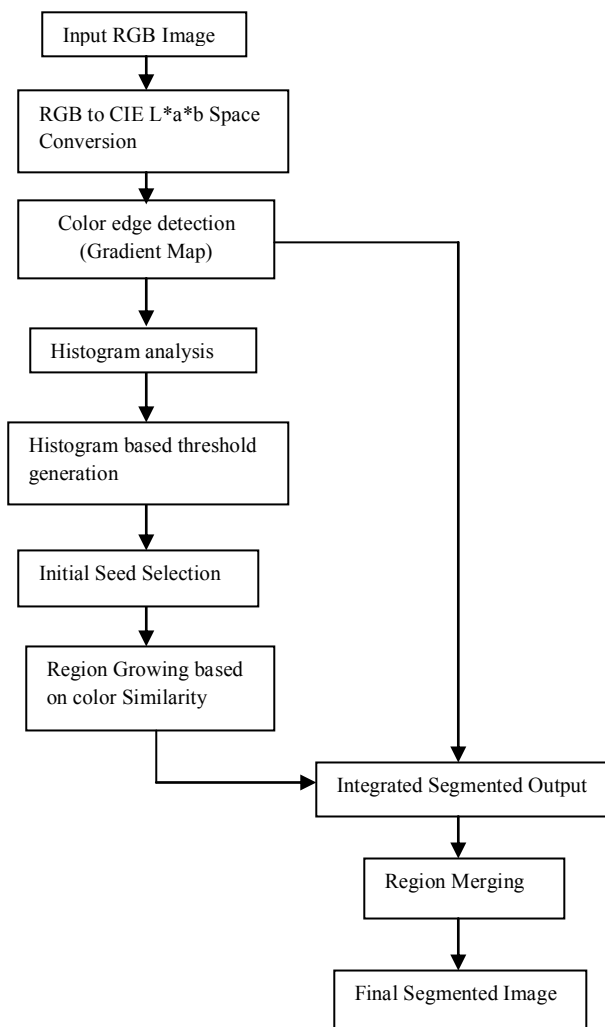 Input RGB Image
RGB to CIE L*a*b Space
Conversion
Color edge detection
(Gradient Map)
Histogram analysis
Histogram based threshold
generation
Initial Seed Selection
Region Growing based
on color Similarity
Integrated Segmented Output
Region Merging
Final Segmented Image